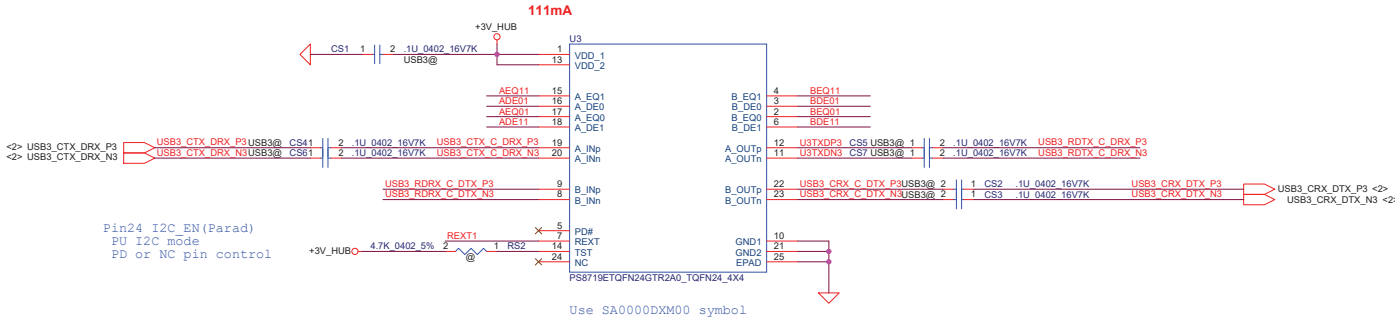 111mA
+3V_HUB
U3
CS1 1 2 .1U_0402_16V7K
USB3@
1 VDD_1
13 VDD_2
AEQ11 15 A_EQ1
ADE01 16 A_DE0
AEQ01 17 A_EQ0
ADE11 18 A_DE1
B_EQ1 4 BEQ11
B_DE0 3 BDE01
B_EQ0 2 BEQ01
B_DE1 6 BDE11
<2> USB3_CTX_DRX_P3 USB3_CTX_DRX_P3 USB3@ CS41 1 2 .1U_0402_16V7K USB3_CTX_C_DRX_P3 19 A_INp
<2> USB3_CTX_DRX_N3 USB3_CTX_DRX_N3 USB3@ CS61 1 2 .1U_0402_16V7K USB3_CTX_C_DRX_N3 20 A_INn
A_OUTp 12 U3TXDP3 CS5 USB3@ 1 2 .1U_0402_16V7K USB3_RDTX_C_DRX_P3
A_OUTn 11 U3TXDN3 CS7 USB3@ 1 2 .1U_0402_16V7K USB3_RDTX_C_DRX_N3
USB3_RDRX_C_DTX_P3 9 B_INp
USB3_RDRX_C_DTX_N3 8 B_INn
B_OUTp 22 USB3_CRX_C_DTX_P3 USB3@ 2 1 CS2 .1U_0402_16V7K USB3_CRX_DTX_P3 USB3_CRX_DTX_P3 <2>
B_OUTn 23 USB3_CRX_C_DTX_N3 USB3@ 2 1 CS3 .1U_0402_16V7K USB3_CRX_DTX_N3 USB3_CRX_DTX_N3 <2>
Pin24 I2C_EN(Parad)
PU I2C mode
PD or NC pin control
5 PD#
REXT1 7 REXT
+3V_HUB 4.7K_0402_5% 2 1 RS2 14 TST
@
24 NC
GND1 10
GND2 21
EPAD 25
PS8719ETQFN24GTR2A0_TQFN24_4X4
Use SA0000DXM00 symbol